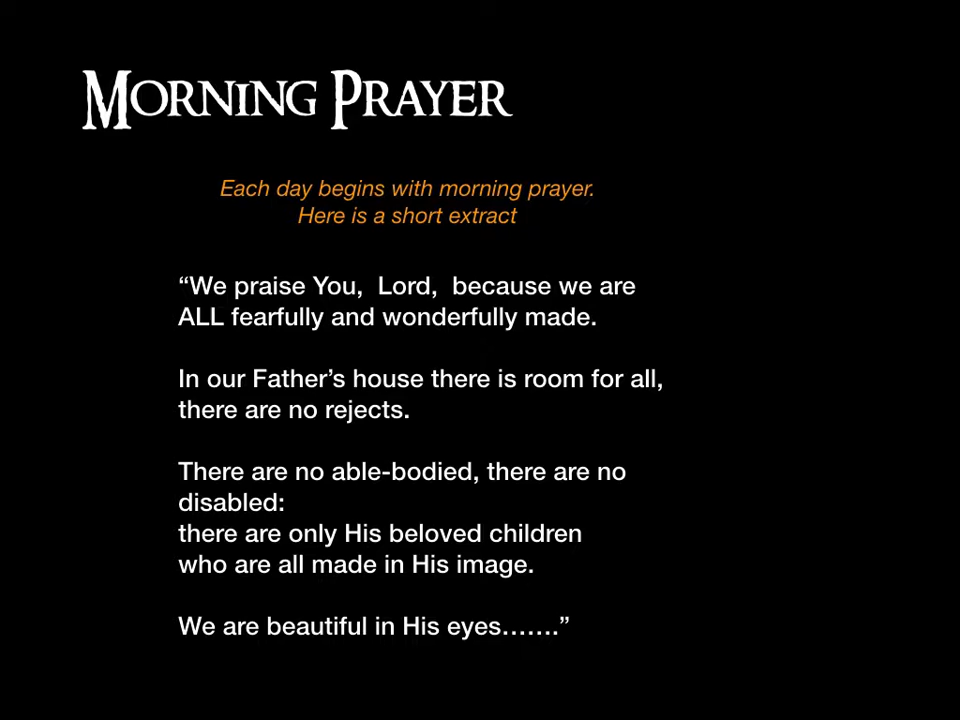 MORNING PRAYER
Each day begins with morning prayer.
Here is a short extract
“We praise You,  Lord,  because we are
ALL fearfully and wonderfully made.
In our Father’s house there is room for all,
there are no rejects.
There are no able-bodied, there are no
disabled:
there are only His beloved children
who are all made in His image.
We are beautiful in His eyes…….”